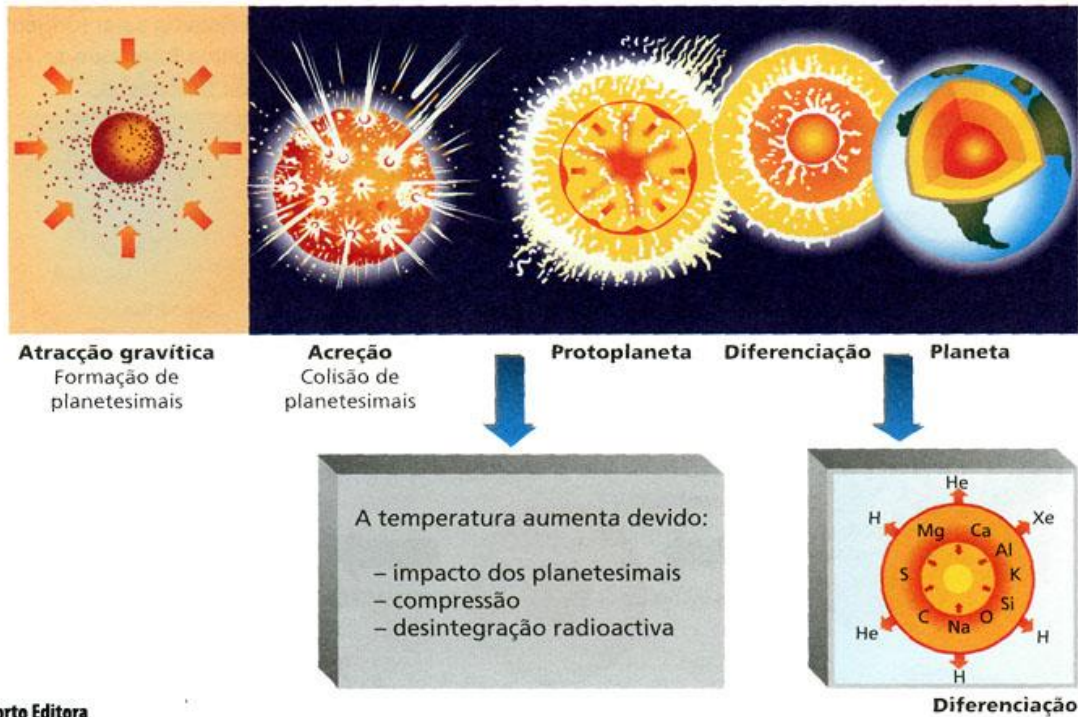 Atracção gravítica
Formação de
planetesimais
Acreção
Colisão de
planetesimais
Protoplaneta
Diferenciação
Planeta
A temperatura aumenta devido:
– impacto dos planetesimais
– compressão
– desintegração radioactiva
He
H
Xe
Mg
Ca
Al
S
K
Si
C
Na
O
He
H
H
Diferenciação
Porto Editora